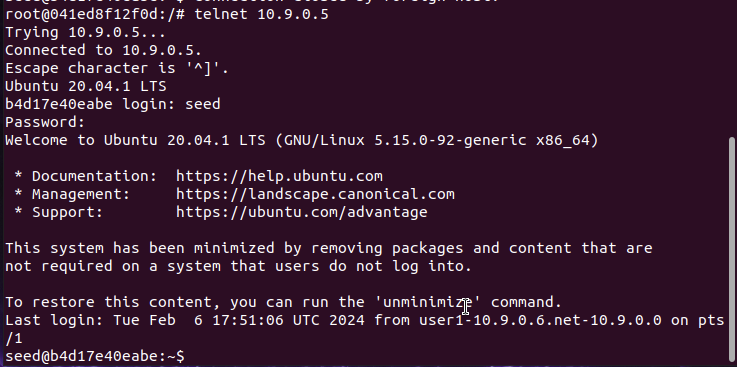 root@041ed8f12f0d:/# telnet 10.9.0.5
Trying 10.9.0.5...
Connected to 10.9.0.5.
Escape character is '^]'.
Ubuntu 20.04.1 LTS
b4d17e40eabe login: seed
Password:
Welcome to Ubuntu 20.04.1 LTS (GNU/Linux 5.15.0-92-generic x86_64)

 * Documentation:  https://help.ubuntu.com
 * Management:     https://landscape.canonical.com
 * Support:        https://ubuntu.com/advantage

This system has been minimized by removing packages and content that are
not required on a system that users do not log into.

To restore this content, you can run the 'unminimize' command.
Last login: Tue Feb  6 17:51:06 UTC 2024 from user1-10.9.0.6.net-10.9.0.0 on pts
/1
seed@b4d17e40eabe:~$